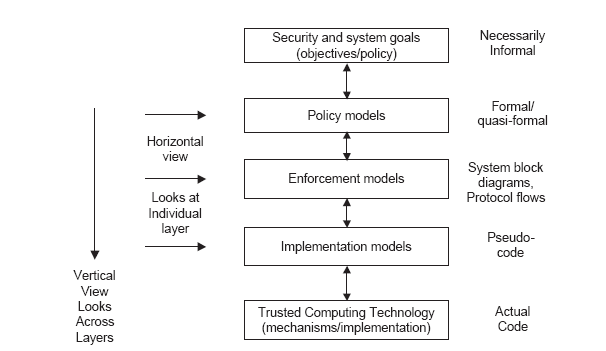 Security and system goals
(objectives/policy)
Necessarily
Informal
Policy models
Formal/
quasi-formal
Horizontal
view
Enforcement models
System block
diagrams,
Protocol flows
Looks at
Individual
layer
Implementation models
Pseudo-
code
Vertical
View
Looks
Across
Layers
Trusted Computing Technology
(mechanisms/implementation)
Actual
Code